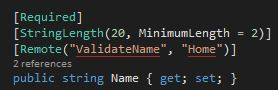 [Required]
[StringLength(20, MinimumLength = 2)]
[Remote("ValidateName", "Home")]
2 references
public string Name { get; set; }